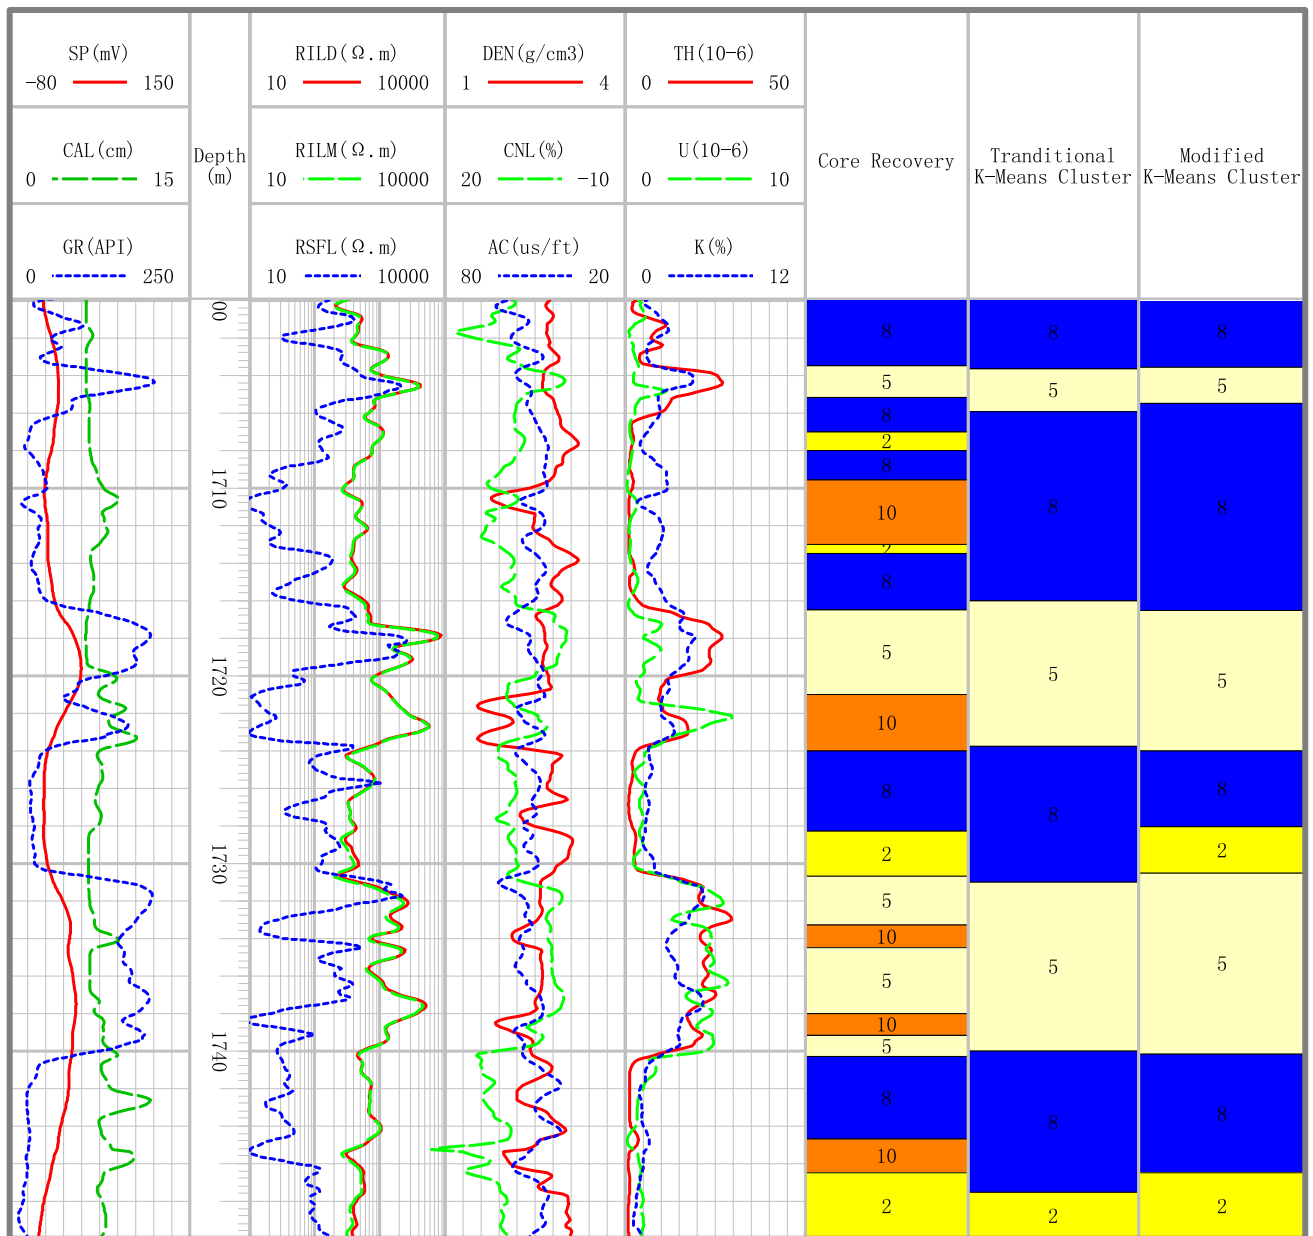 SP(mV)
-80 150
CAL(cm)
0 15
GR(API)
0 250
Depth
(m)
RILD(Ω.m)
10 10000
RILM(Ω.m)
10 10000
RSFL(Ω.m)
10 10000
DEN(g/cm3)
1 4
CNL(%)
20 -10
AC(us/ft)
80 20
TH(10-6)
0 50
U(10-6)
0 10
K(%)
0 12
Core Recovery
Tranditional
K-Means Cluster
Modified
K-Means Cluster
00
1710
1720
1730
1740
8
5
8
2
8
10
2
8
5
10
8
2
5
10
5
10
5
8
10
2
8
5
8
5
8
5
8
2
8
5
8
5
8
2
5
8
2